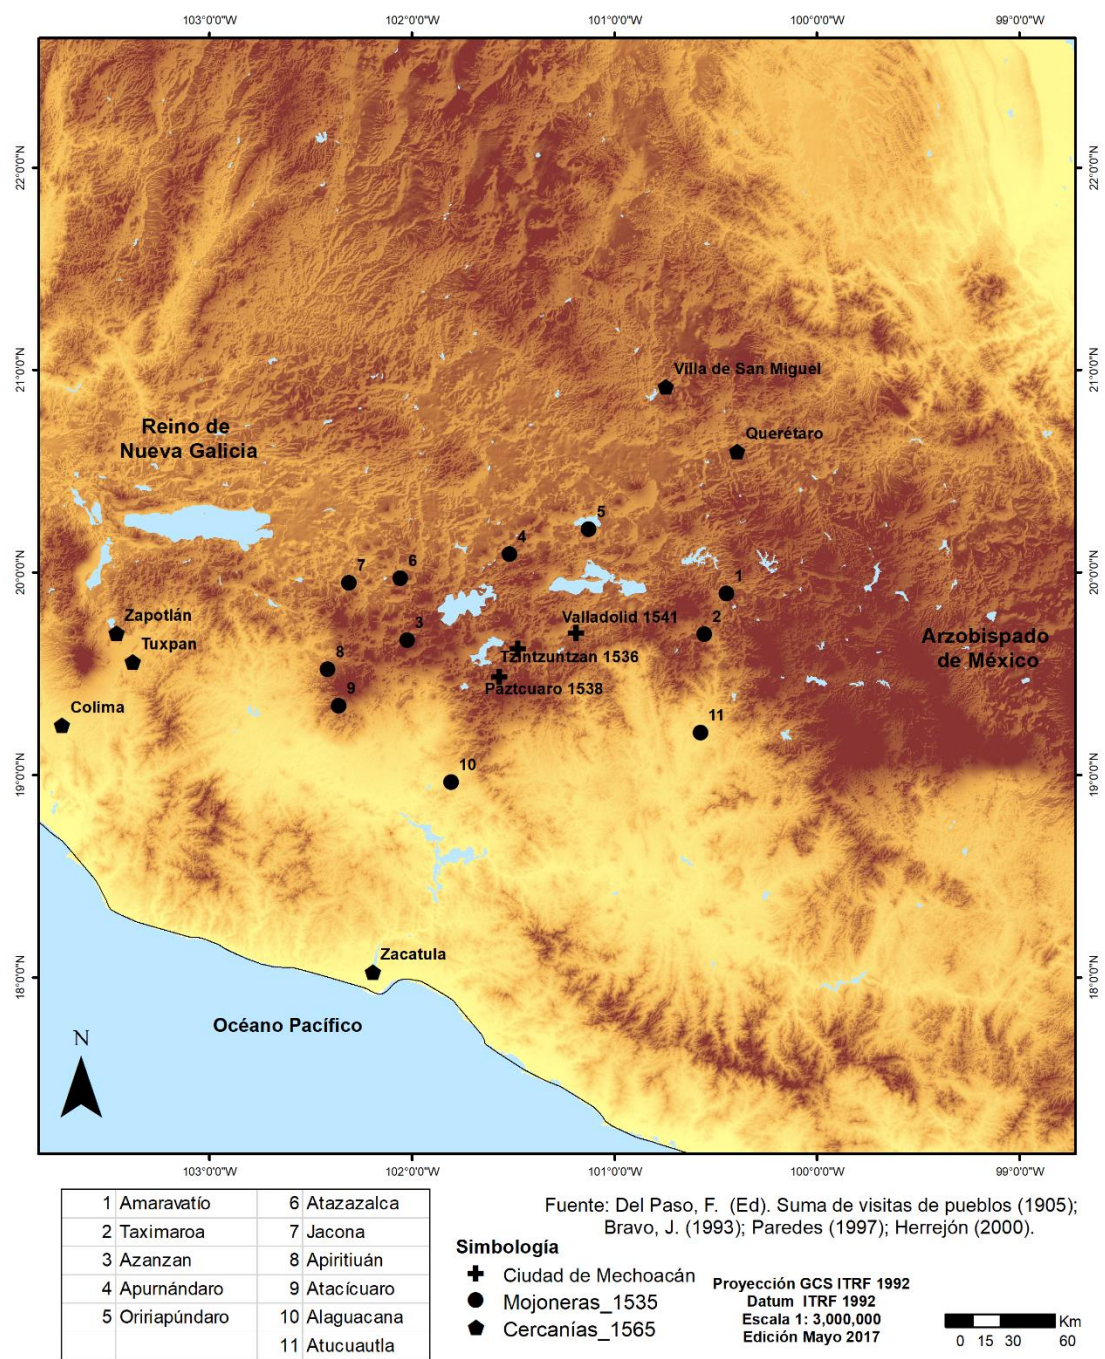 103°0'0"W 102°0'0"W 101°0'0"W 100°0'0"W 99°0'0"W
22°0'0"N 22°0'0"N
21°0'0"N 21°0'0"N
20°0'0"N 20°0'0"N
19°0'0"N 19°0'0"N
18°0'0"N 18°0'0"N
Villa de San Miguel
Reino de
Nueva Galicia
Querétaro
5
4
6
7
1
Valladolid 1541
2
Zapotlán
3
Tuxpan
Tzintzuntzan 1536
Arzobispado
de México
8
Pàztcuaro 1538
9
Colima
11
10
Zacatula
Océano Pacífico
N
103°0'0"W 102°0'0"W 101°0'0"W 100°0'0"W 99°0'0"W
1 Amaravatío 6 Atazazalca
2 Taximaroa 7 Jacona
3 Azanzan 8 Apiritiuán
4 Apurnándaro 9 Atacícuaro
5 Oririapúndaro 10 Alaguacana
11 Atucuautla
Fuente: Del Paso, F. (Ed). Suma de visitas de pueblos (1905);
Bravo, J. (1993); Paredes (1997); Herrejón (2000).
Simbología
Ciudad de Mechoacán
Mojoneras_1535
Cercanías_1565
Proyección GCS ITRF 1992
Datum ITRF 1992
Escala 1: 3,000,000
Edición Mayo 2017
Km
0 15 30 60